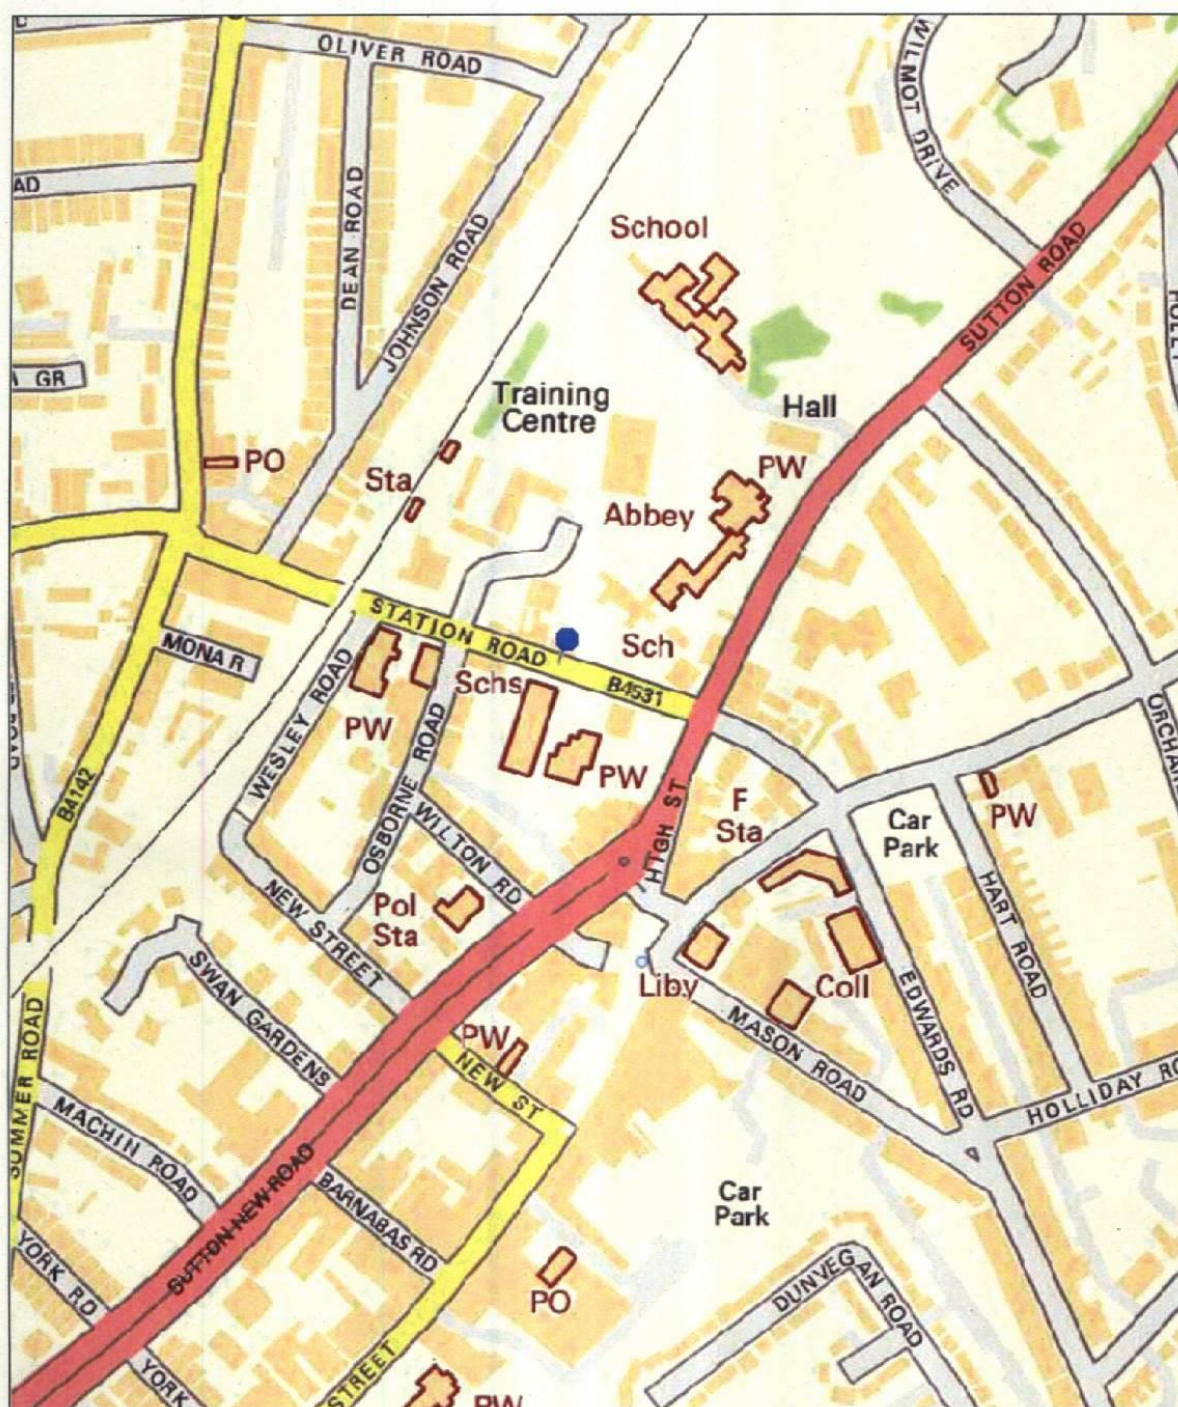 OLIVER ROAD
WILMOT DRIVE
AD
DEAN ROAD
JOHNSON ROAD
School
SUTTON ROAD
GR
Training
Centre
Hall
PO
Sta
PW
Abbey
STATION ROAD
B4531
Sch
MONA R
WESLEY ROAD
Schs
PW
OSBORNE ROAD
PW
B4142
HIGH ST
F
Sta
Car
Park
PW
ORCHAR
WILTON RD
NEW STREET
Pol
Sta
HART ROAD
SWAN GARDENS
Liby
Coll
EDWARDS RD
MASON ROAD
PW
NEW ST
SOMMER ROAD
MACHIN ROAD
HOLLIDAY RO
SUTTON NEW ROAD
BARNABAS RD
Car
Park
YORK RD
PO
DUNVEGAN ROAD
YORK
STREET
PW